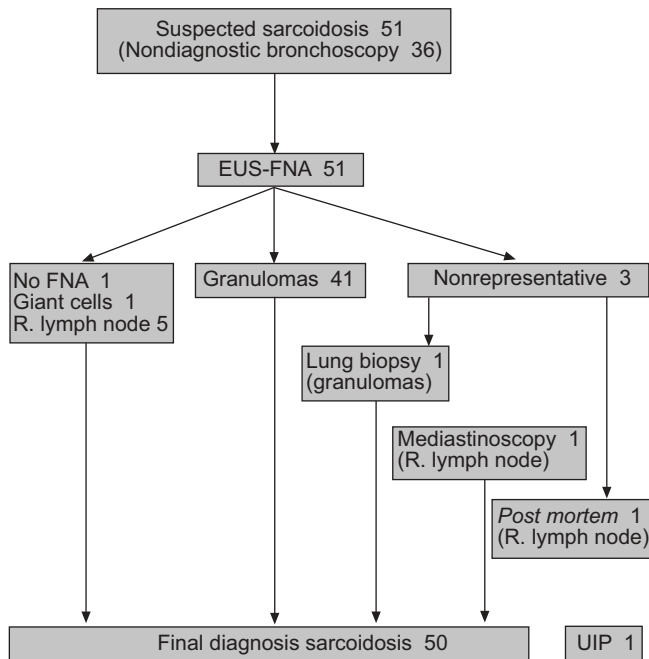 Suspected sarcoidosis 51
(Nondiagnostic bronchoscopy 36)
EUS-FNA 51
No FNA 1
Giant cells 1
R. lymph node 5
Granulomas 41
Nonrepresentative 3
Lung biopsy 1
(granulomas)
Mediastinoscopy 1
(R. lymph node)
Post mortem 1
(R. lymph node)
Final diagnosis sarcoidosis 50
UIP 1